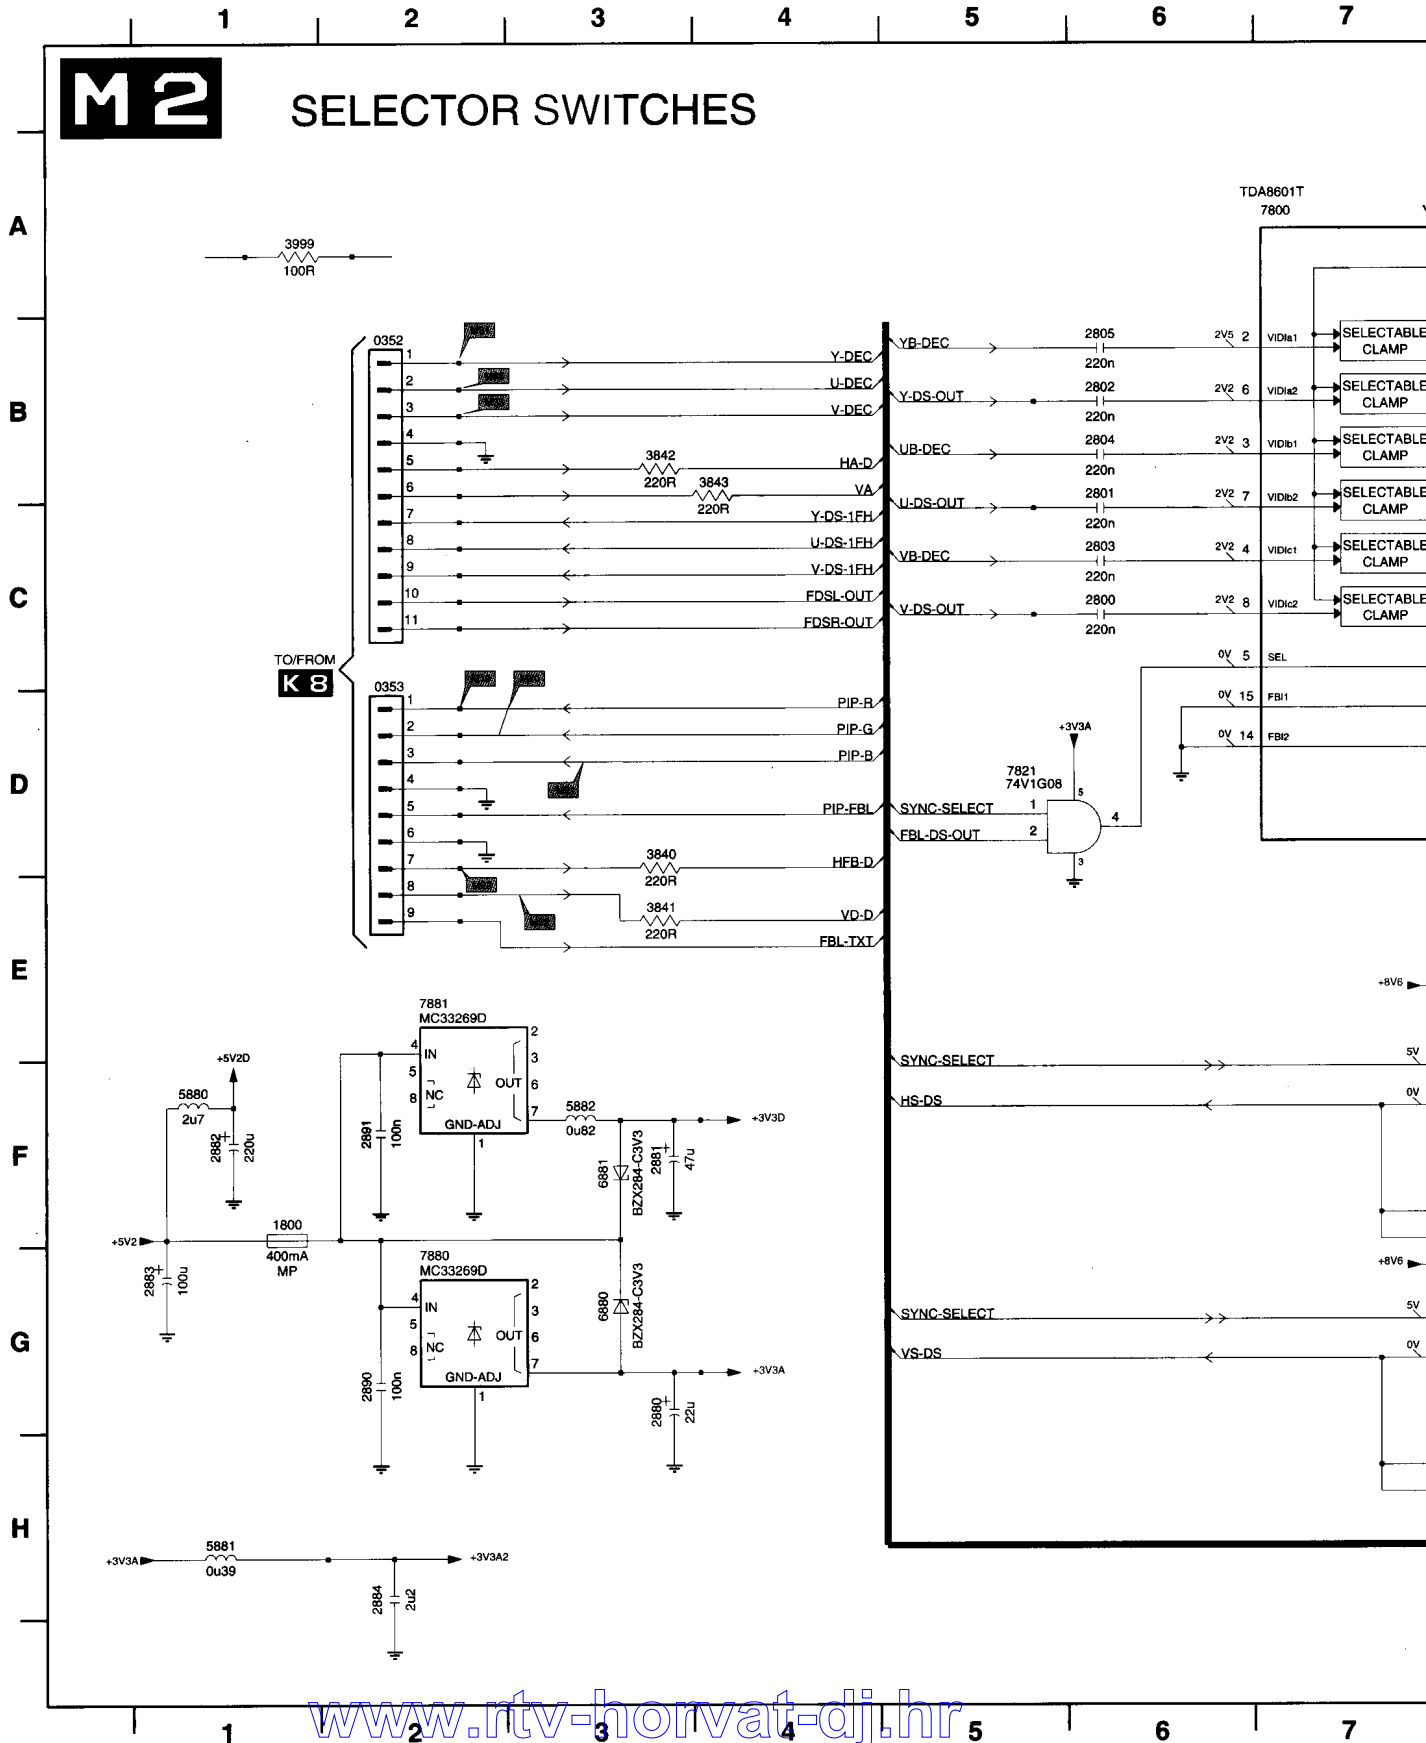 1 2 3 4 5 6 7
M 2
SELECTOR SWITCHES
A
TDA8601T
7800
3999
100R
0352
1
2
3
4
5
6
7
8
9
10
11
Y-DEC
U-DEC
V-DEC
3842
220R
HA-D
3843
220R
VA
Y-DS-1FH
U-DS-1FH
V-DS-1FH
FDSL-OUT
FDSR-OUT
B
YB-DEC
2805
220n
2V5 2 VIDIa1
SELECTABLE
CLAMP
Y-DS-OUT
2802
220n
2V2 6 VIDIa2
SELECTABLE
CLAMP
UB-DEC
2804
220n
2V2 3 VIDIb1
SELECTABLE
CLAMP
U-DS-OUT
2801
220n
2V2 7 VIDIb2
SELECTABLE
CLAMP
C
VB-DEC
2803
220n
2V2 4 VIDIc1
SELECTABLE
CLAMP
V-DS-OUT
2800
220n
2V2 8 VIDIc2
SELECTABLE
CLAMP
0V 5 SEL
0V 15 FBI1
0V 14 FBI2
TO/FROM
K 8
0353
1
2
3
4
5
6
7
8
9
PIP-R
PIP-G
PIP-B
PIP-FBL
3840
220R
HFB-D
3841
220R
VD-D
FBL-TXT
D
+3V3A
7821
74V1G08
SYNC-SELECT 1
FBL-DS-OUT 2
5
4
3
E
+8V6
7881
MC33269D
4 IN
5
8 NC
OUT
2
3
6
7
GND-ADJ
1
+5V2D
5880
2u7
2882 +
220u
2891
100n
5882
0u82
+3V3D
6881
BZX284-C3V3
2881 +
47u
F
SYNC-SELECT
5V
HS-DS
0V
+5V2
1800
400mA
MP
2883 +
100u
7880
MC33269D
4 IN
5
8 NC
OUT
2
3
6
7
GND-ADJ
1
2890
100n
6880
BZX284-C3V3
+3V3A
2880 +
22u
G
+8V6
SYNC-SELECT
5V
VS-DS
0V
H
+3V3A
5881
0u39
+3V3A2
2884
2u2
www.rtv-horvat-dj.hr
1 2 3 4 5 6 7